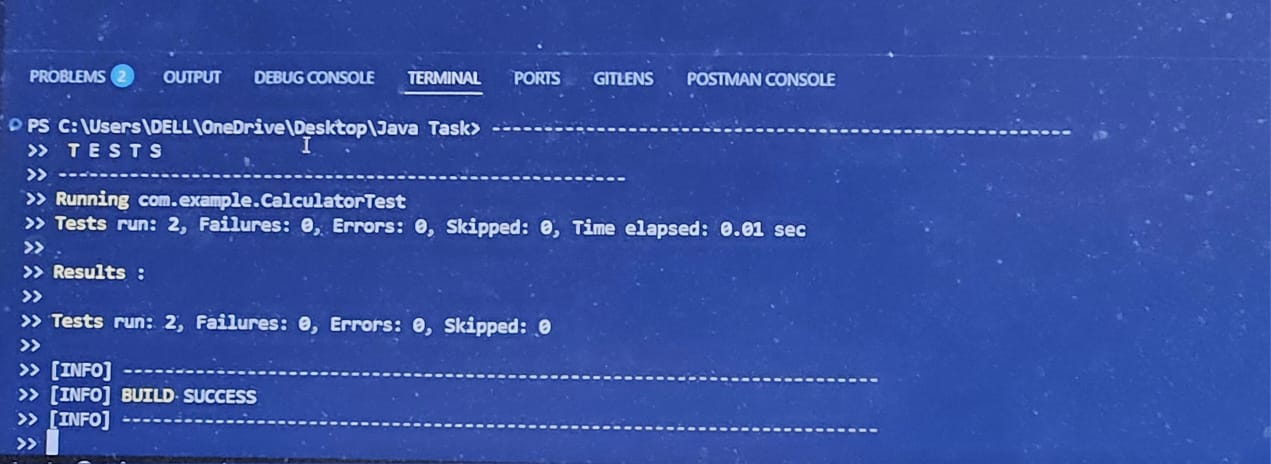 PROBLEMS 2 OUTPUT DEBUG CONSOLE TERMINAL PORTS GITLENS POSTMAN CONSOLE
PS C:\Users\DELL\OneDrive\Desktop\Java Task> ----------------------------------------------------------
>> T E S T S
>> -------------------------------------------------------
>> Running com.example.CalculatorTest
>> Tests run: 2, Failures: 0, Errors: 0, Skipped: 0, Time elapsed: 0.01 sec
>>
>> Results :
>>
>> Tests run: 2, Failures: 0, Errors: 0, Skipped: 0
>>
>> [INFO] ------------------------------------------------------------------------
>> [INFO] BUILD SUCCESS
>> [INFO] ------------------------------------------------------------------------
>>